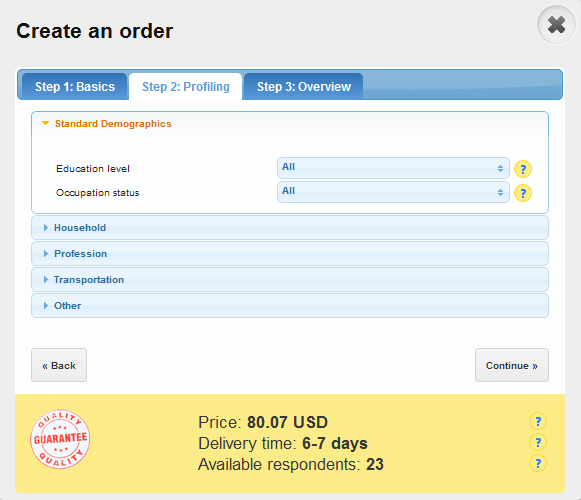 Create an order
Step 1: Basics Step 2: Profiling Step 3: Overview
Standard Demographics
Education level All ?
Occupation status All ?
Household
Profession
Transportation
Other
« Back Continue »
QUALITY
GUARANTEE
QUALITY
Price: 80.07 USD ?
Delivery time: 6-7 days ?
Available respondents: 23 ?